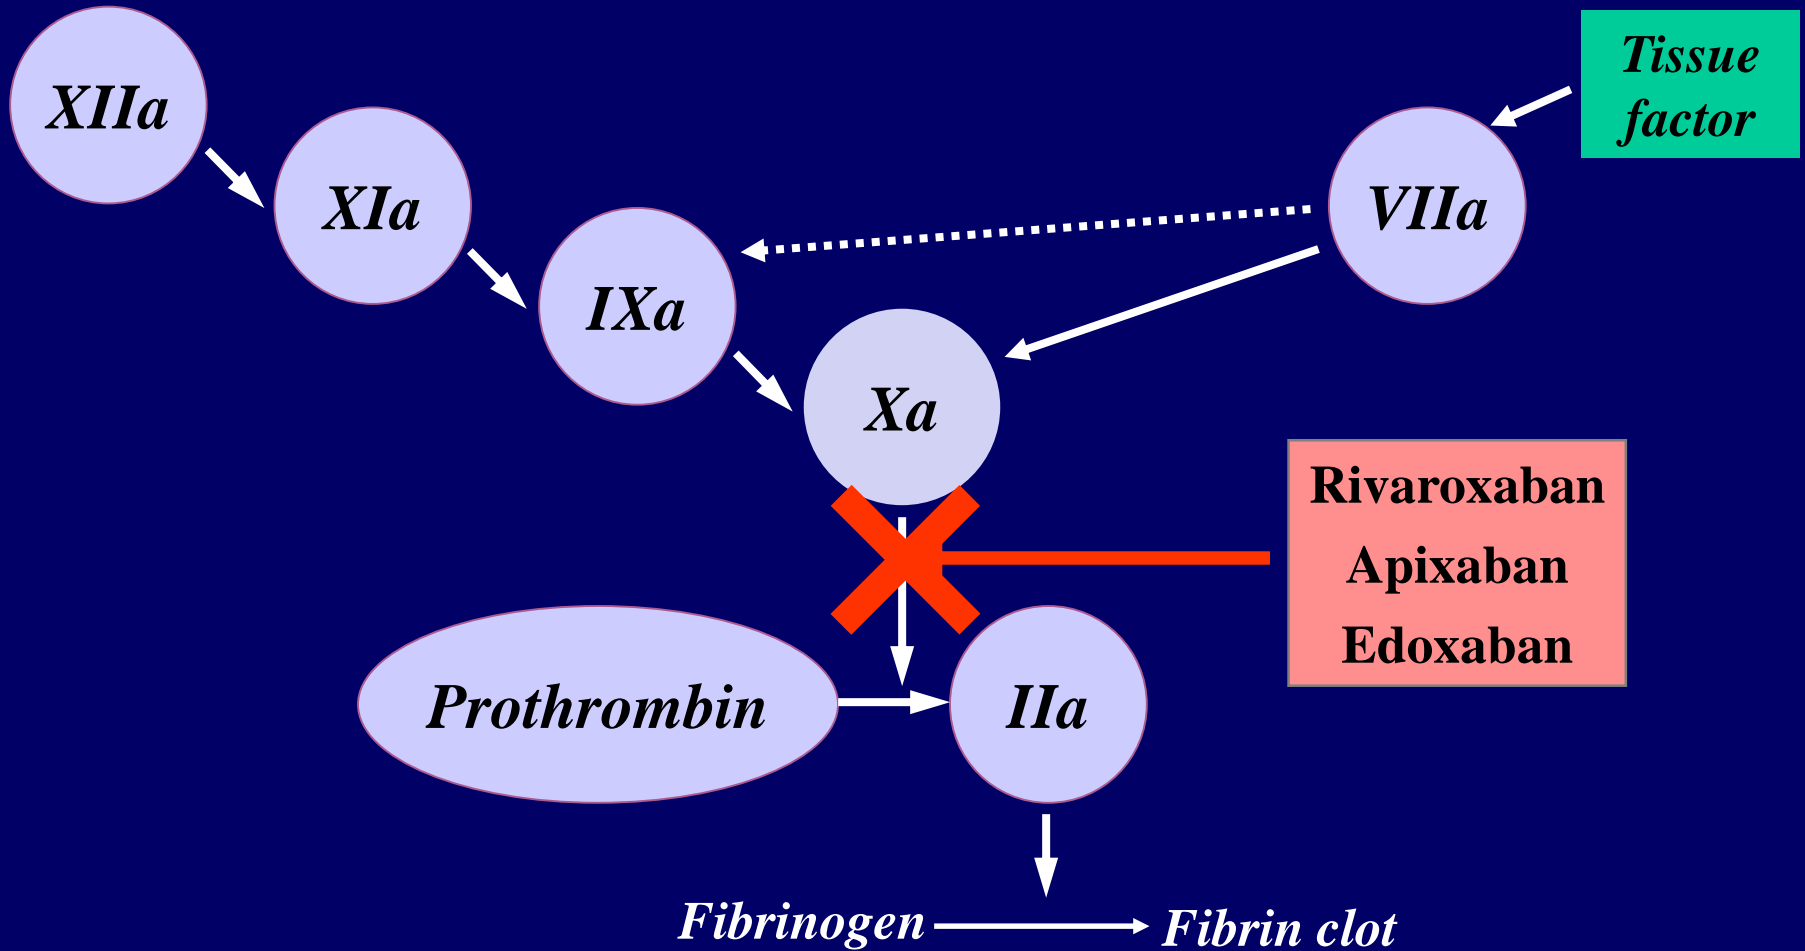 XIIa
Tissue
factor
XIa
VIIa
IXa
Xa
Rivaroxaban
Apixaban
Edoxaban
Prothrombin
IIa
Fibrinogen
Fibrin clot